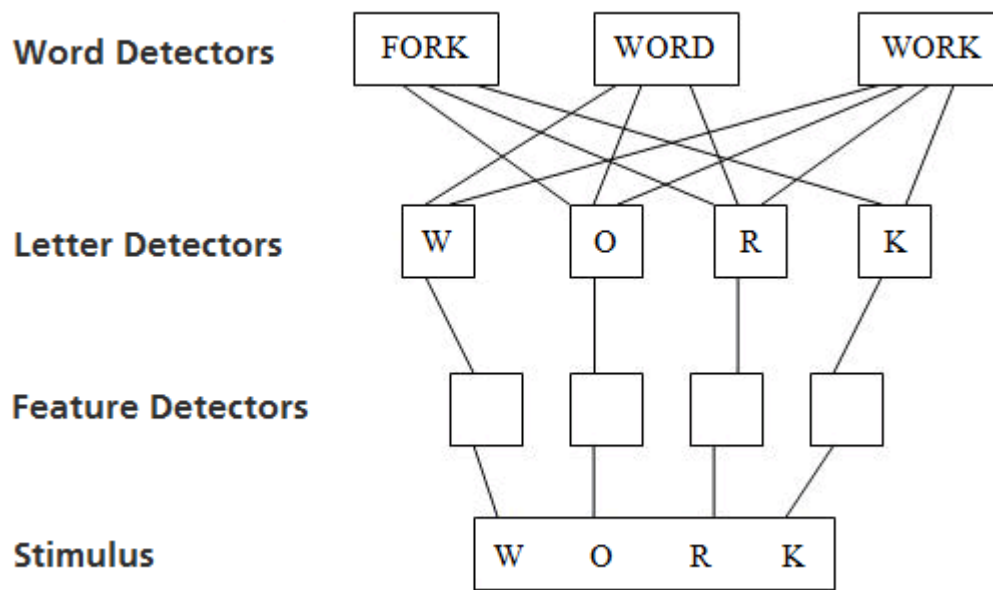 Word Detectors FORK WORD WORK
Letter Detectors W O R K
Feature Detectors
Stimulus W O R K